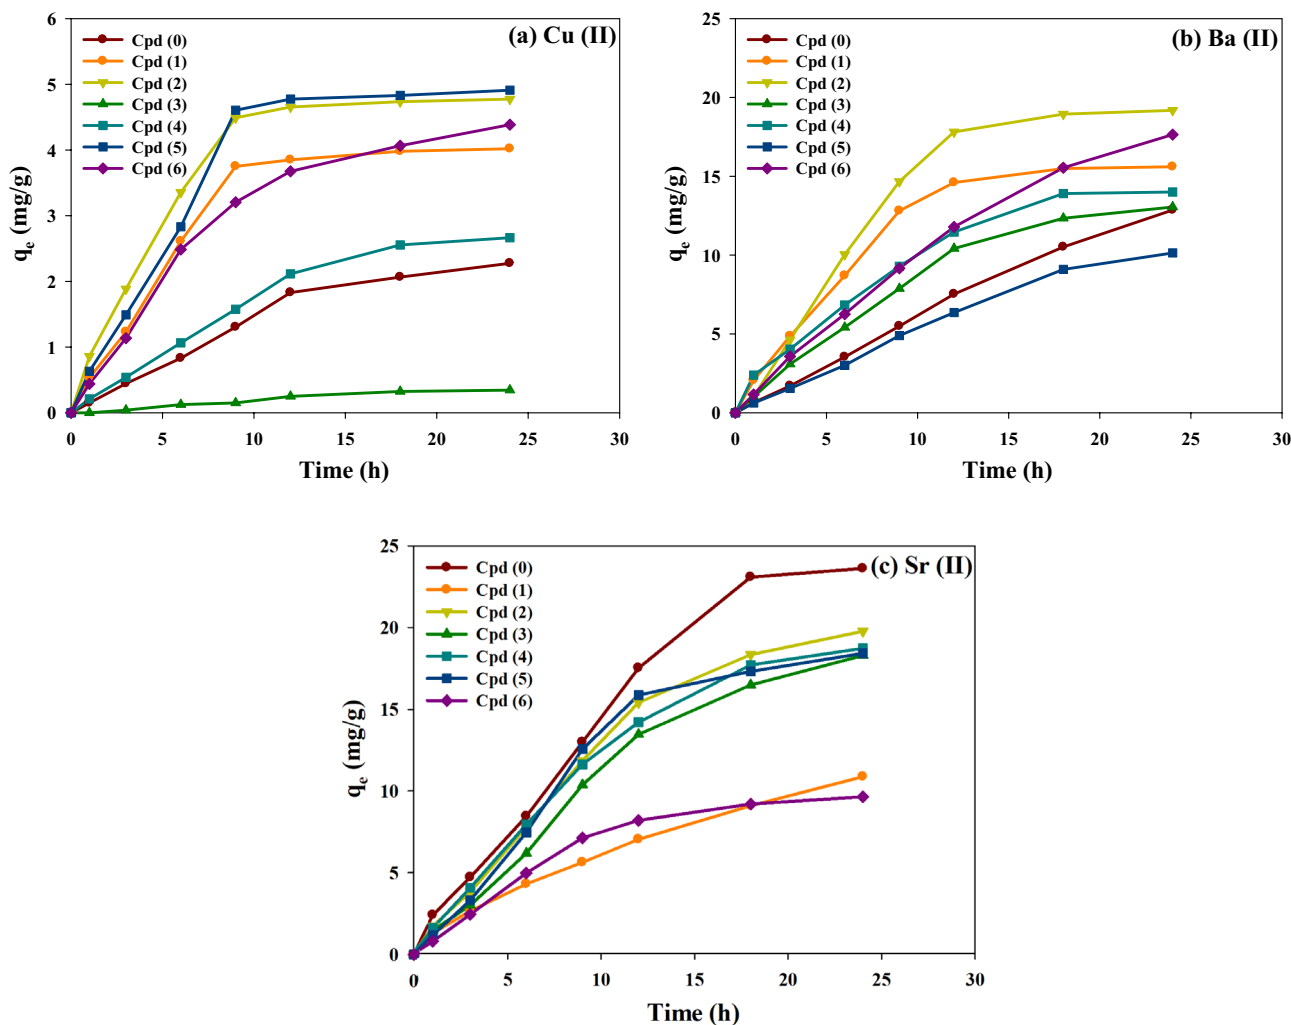 (a) Cu (II)
Cpd (0)
Cpd (1)
Cpd (2)
Cpd (3)
Cpd (4)
Cpd (5)
Cpd (6)
qe (mg/g)
6
5
4
3
2
1
0
0 5 10 15 20 25 30
Time (h)
(b) Ba (II)
Cpd (0)
Cpd (1)
Cpd (2)
Cpd (3)
Cpd (4)
Cpd (5)
Cpd (6)
qe (mg/g)
25
20
15
10
5
0
0 5 10 15 20 25 30
Time (h)
(c) Sr (II)
Cpd (0)
Cpd (1)
Cpd (2)
Cpd (3)
Cpd (4)
Cpd (5)
Cpd (6)
qe (mg/g)
25
20
15
10
5
0
0 5 10 15 20 25 30
Time (h)